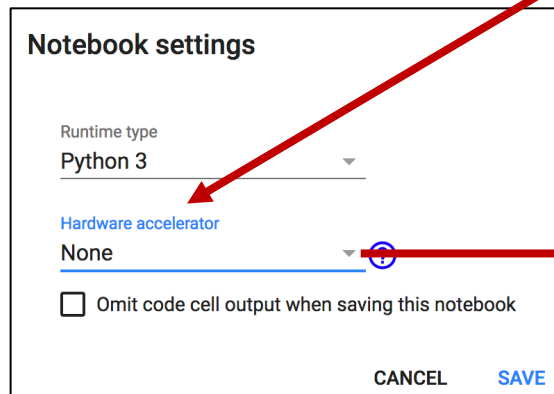 Notebook settings
Runtime type
Python 3
Hardware accelerator
None
?
Omit code cell output when saving this notebook
CANCEL SAVE